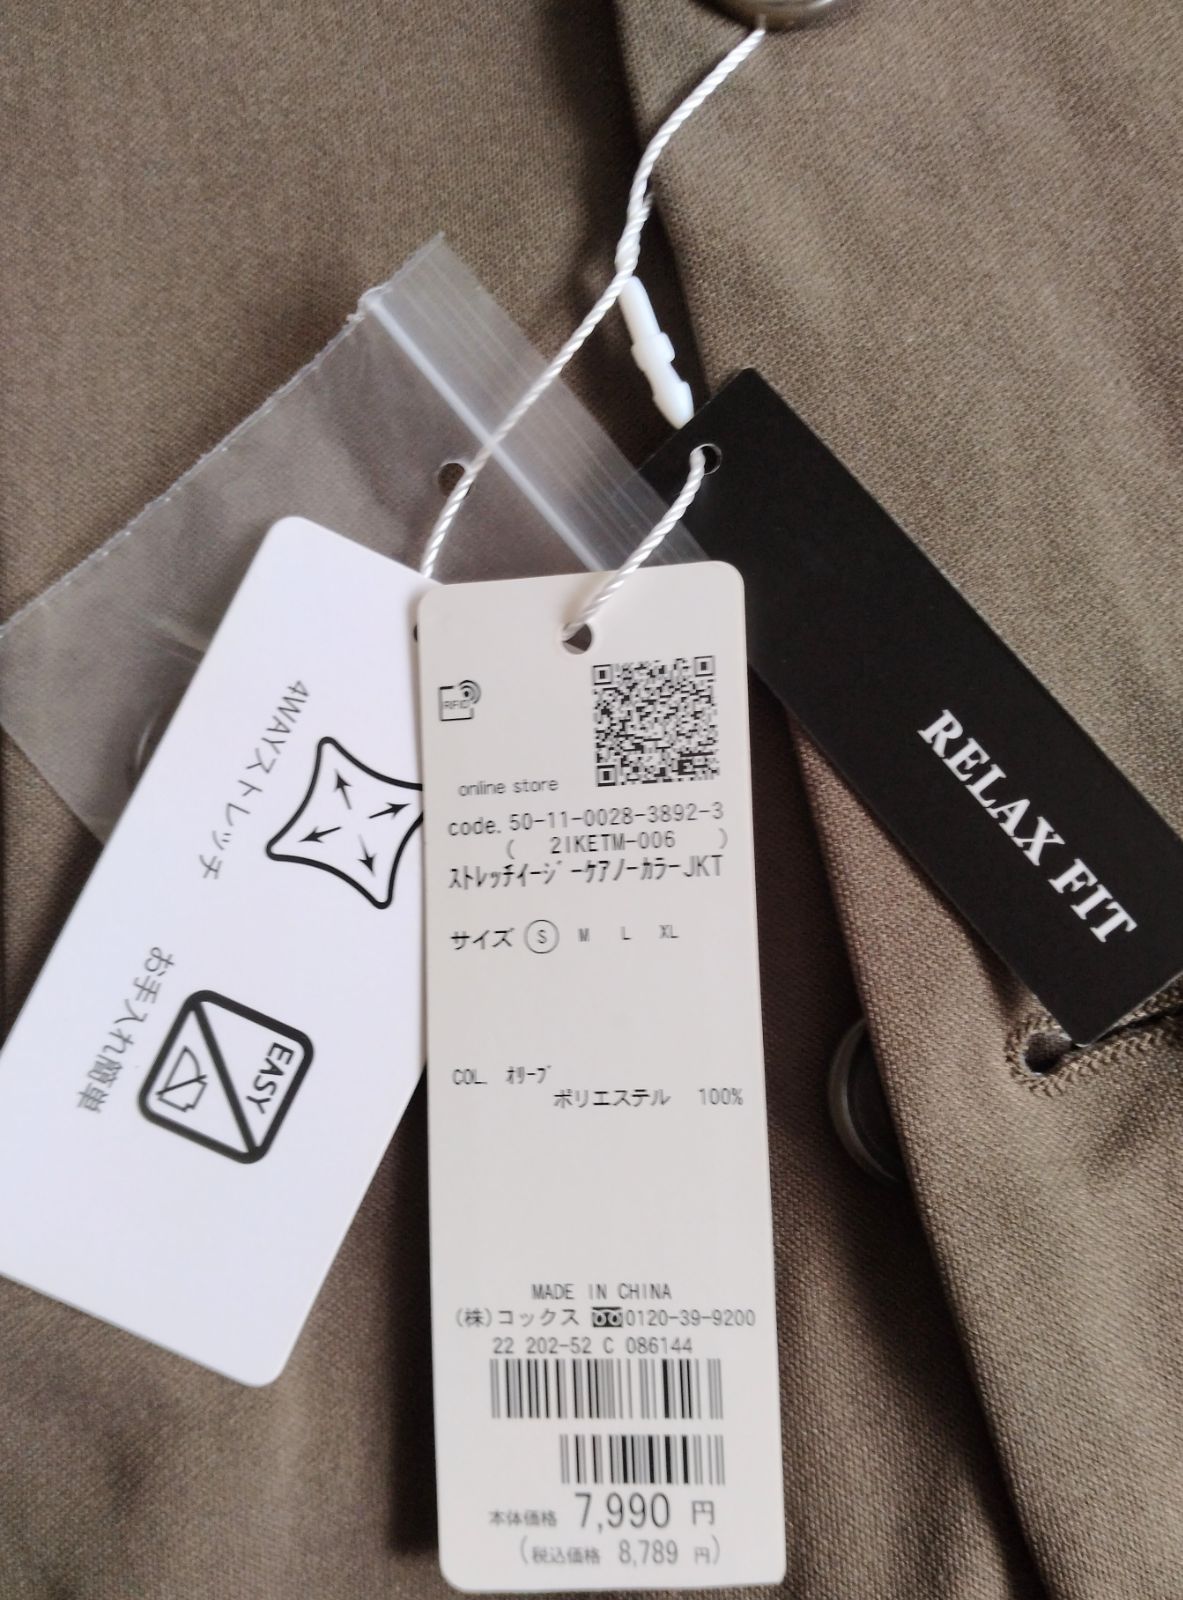 RELAX FIT
4WAYストレッチ
お手入れ簡単
EASY
RFID
online store
code. 50-11-0028-3892-3
( 2IKETM-006 )
ｽﾄﾚｯﾁｲｰｼﾞｰｹｱﾉｰｶﾗｰJKT
サイズ S M L XL
COL. ｵﾘｰﾌﾞ
ポリエステル 100%
MADE IN CHINA
(株)コックス 0120-39-9200
22 202-52 C 086144
本体価格 7,990 円
(税込価格 8,789 円)